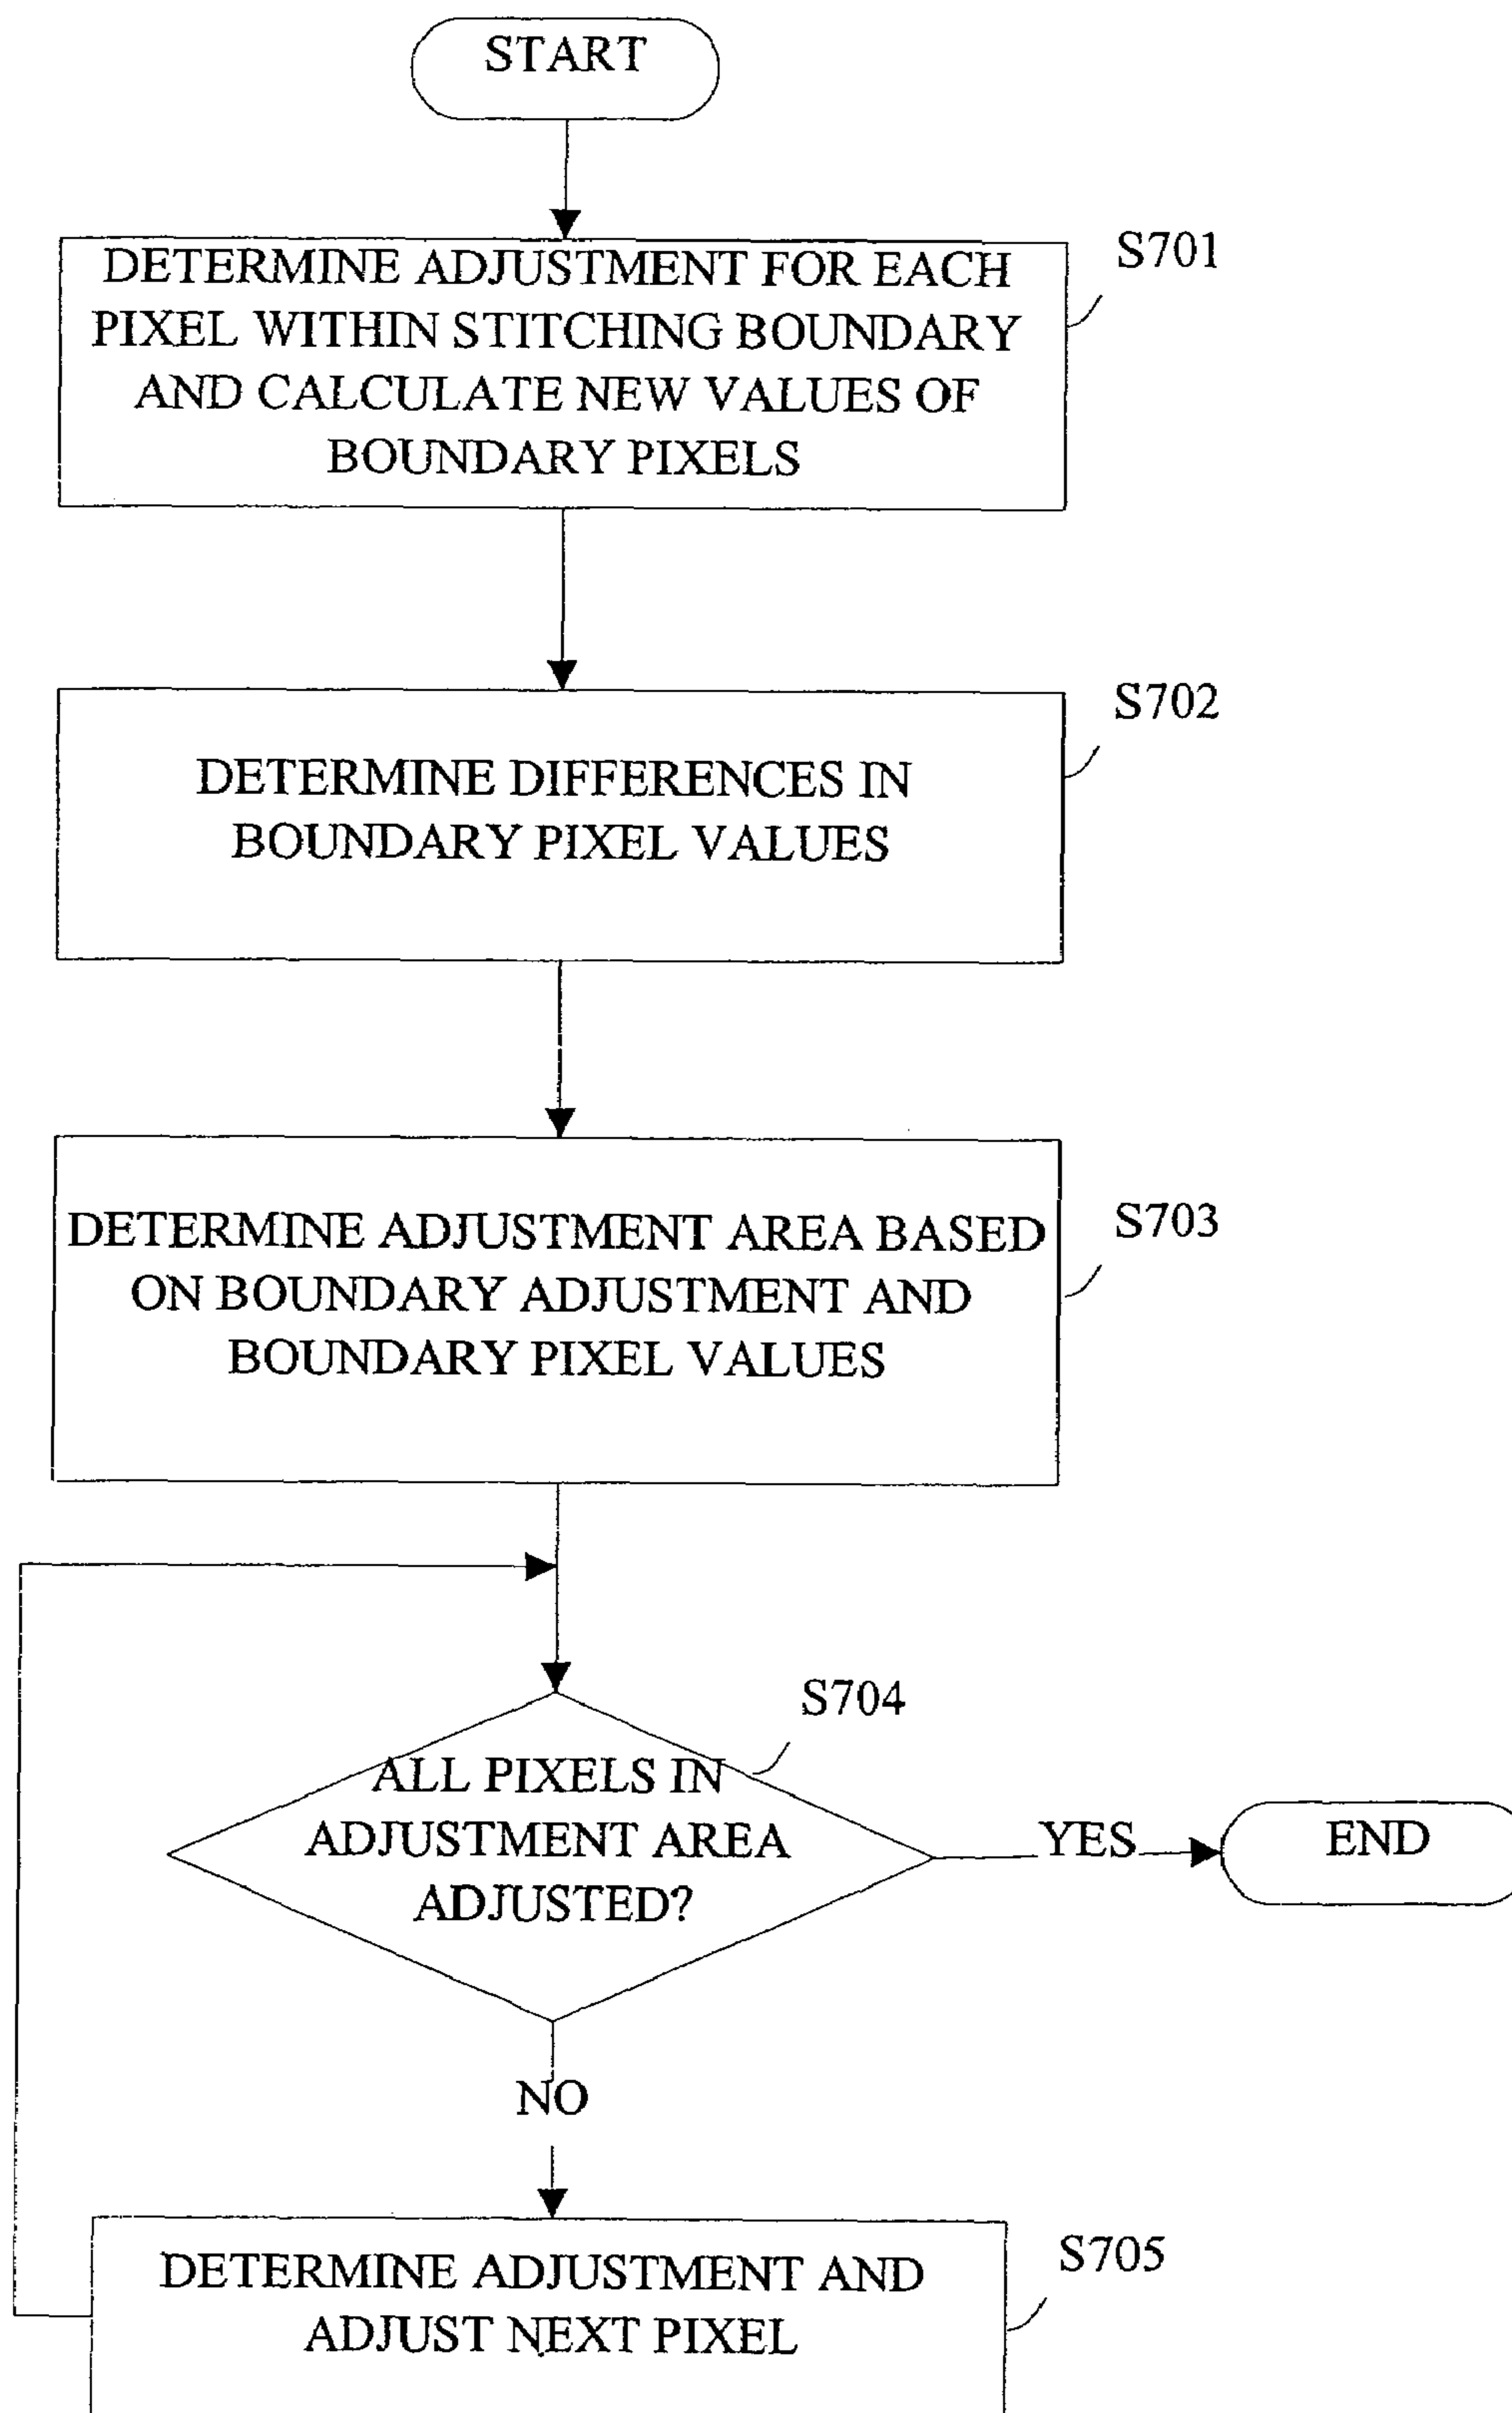 START
DETERMINE ADJUSTMENT FOR EACH
PIXEL WITHIN STITCHING BOUNDARY
AND CALCULATE NEW VALUES OF
BOUNDARY PIXELS
S701
DETERMINE DIFFERENCES IN
BOUNDARY PIXEL VALUES
S702
DETERMINE ADJUSTMENT AREA BASED
ON BOUNDARY ADJUSTMENT AND
BOUNDARY PIXEL VALUES
S703
ALL PIXELS IN
ADJUSTMENT AREA
ADJUSTED?
S704
YES
END
NO
DETERMINE ADJUSTMENT AND
ADJUST NEXT PIXEL
S705